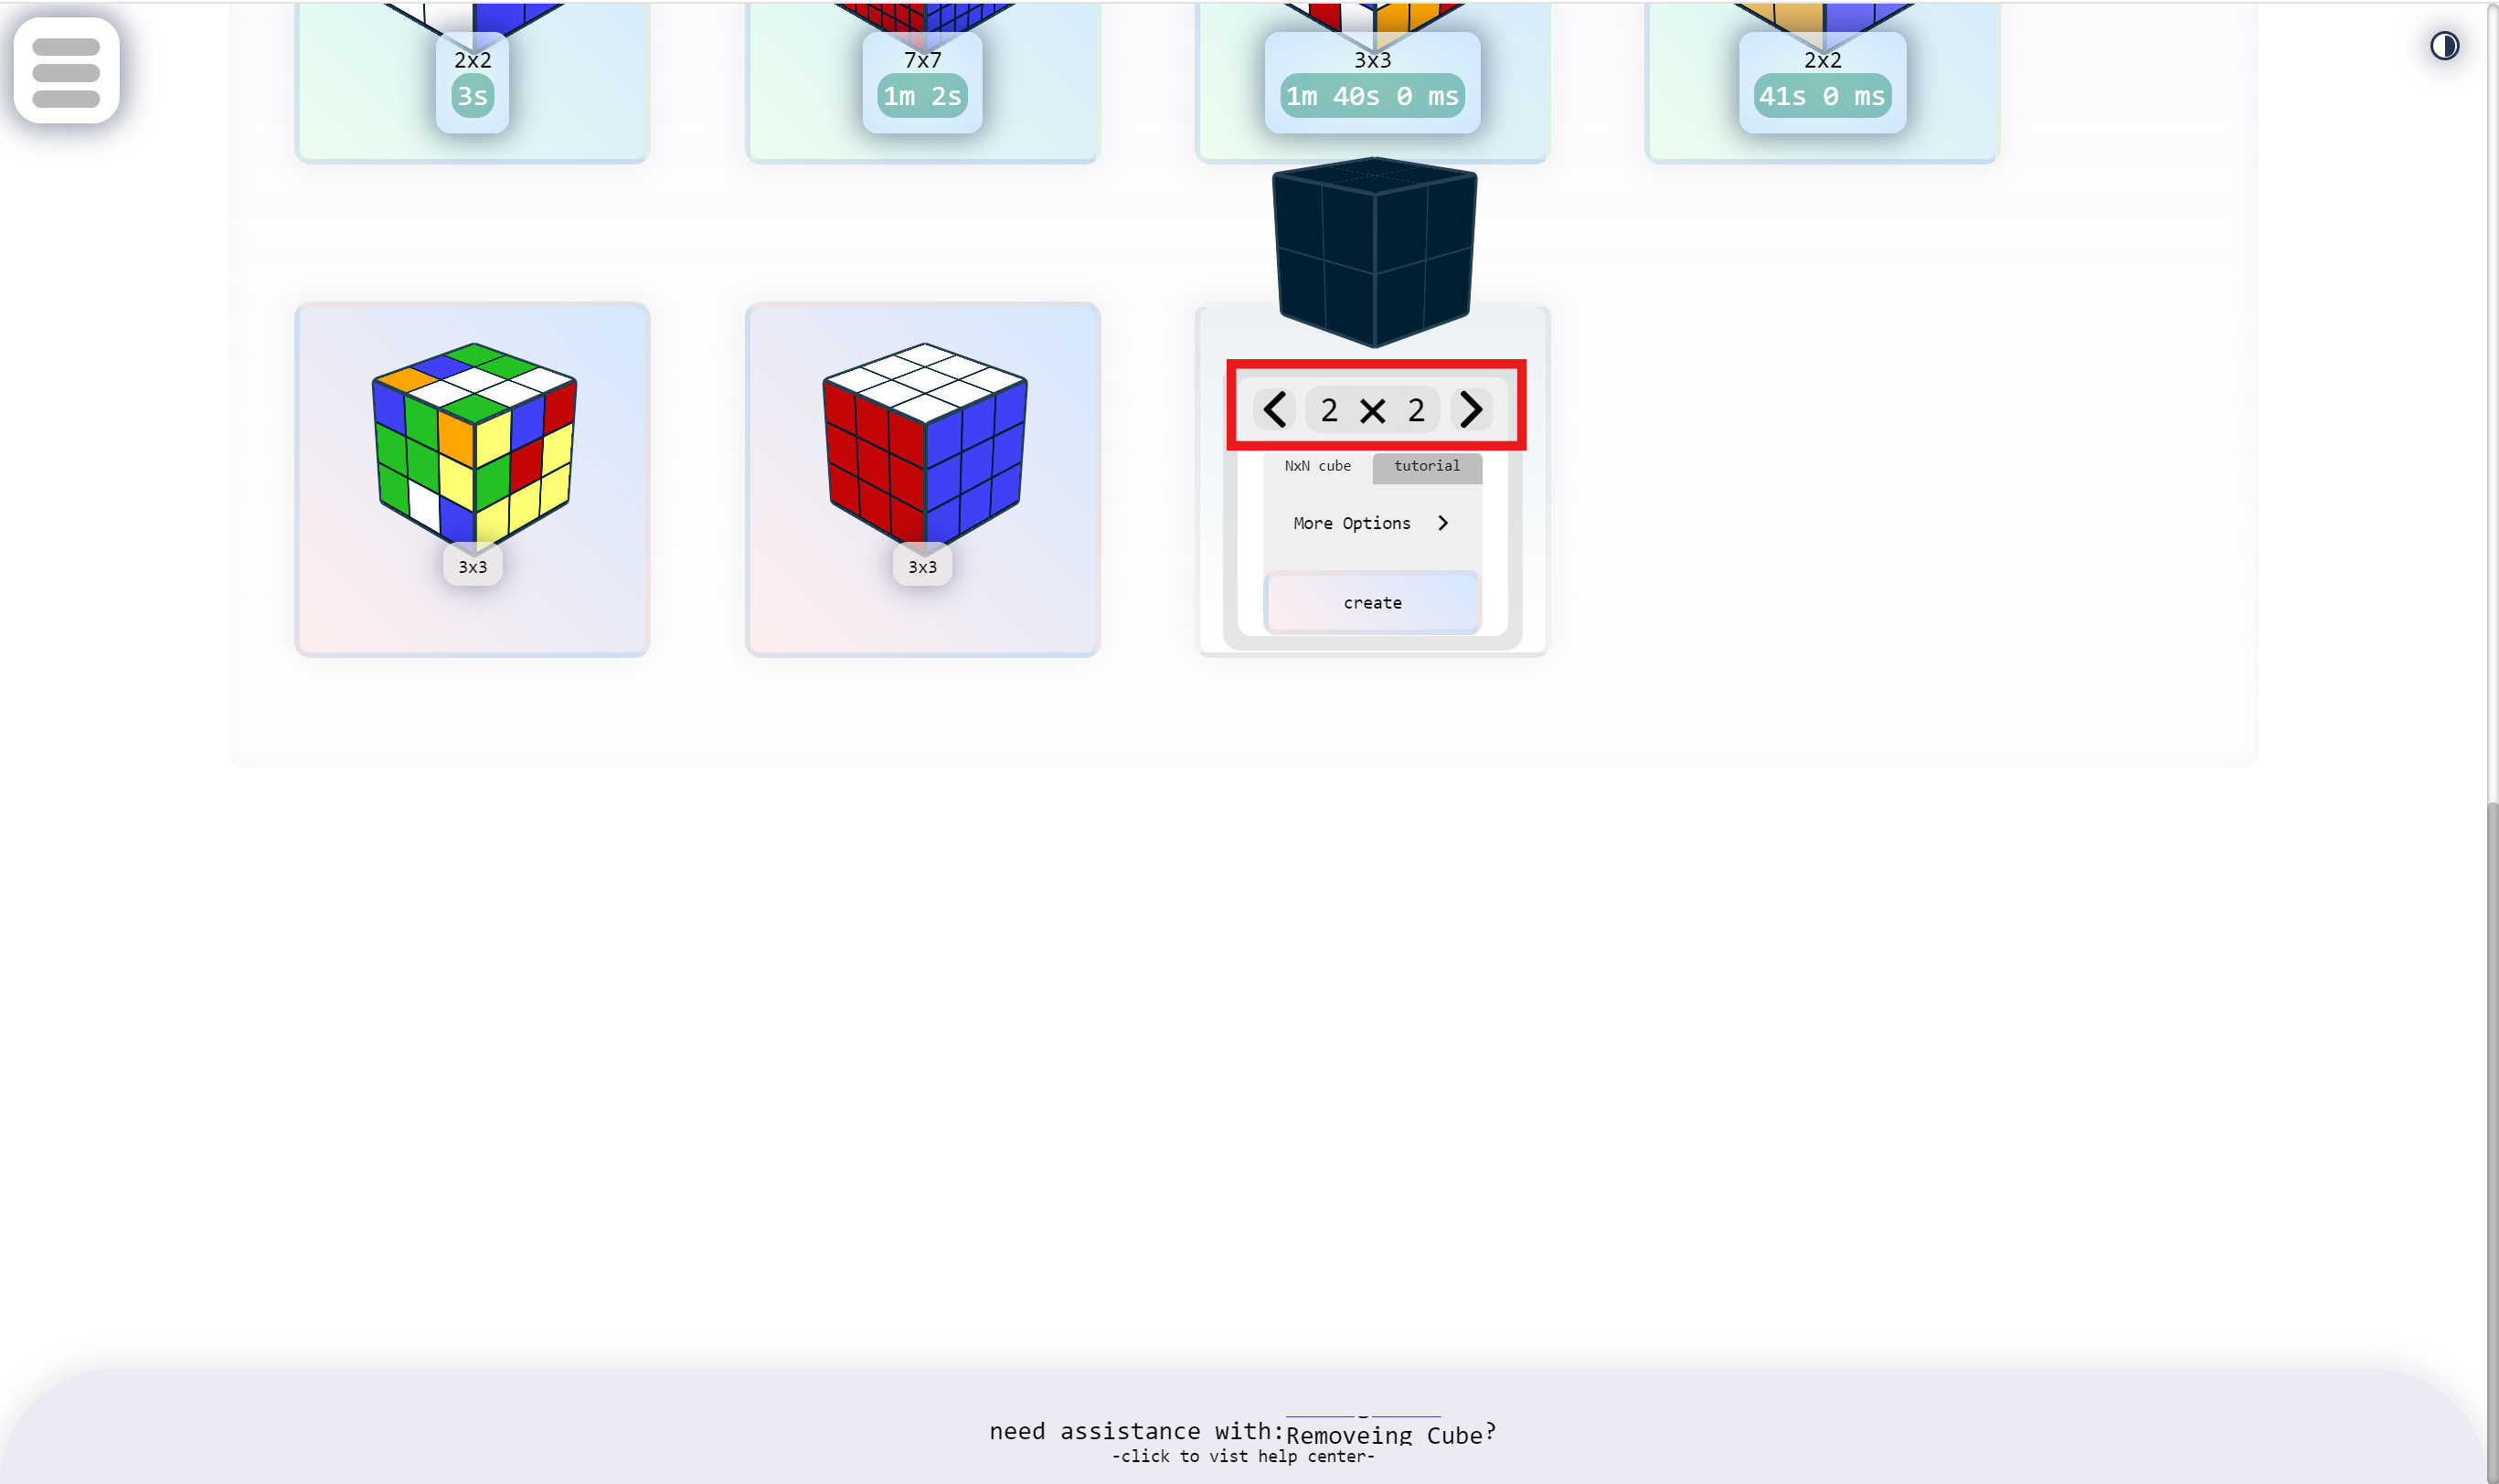 2x2
3s
7x7
1m 2s
3x3
1m 40s 0 ms
2x2
41s 0 ms
3x3
3x3
2 × 2
NxN cube
tutorial
More Options
create
need assistance with: Removeing Cube?
-click to vist help center-